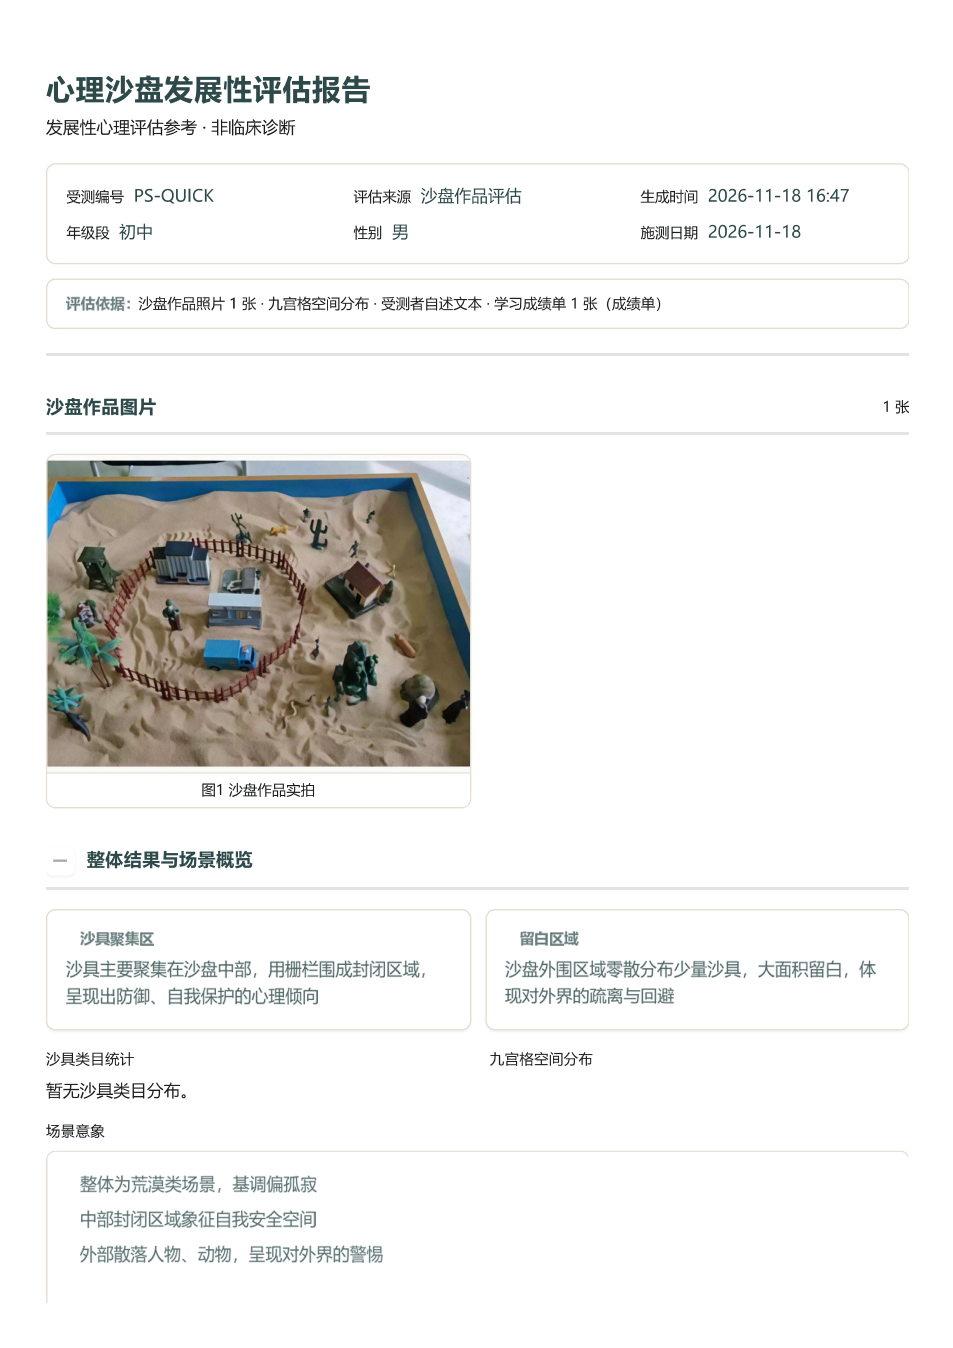 心理沙盘发展性评估报告
发展性心理评估参考 · 非临床诊断
受测编号 PS-QUICK 评估来源 沙盘作品评估 生成时间 2026-11-18 16:47
年级段 初中 性别 男 施测日期 2026-11-18
评估依据： 沙盘作品照片 1 张 · 九宫格空间分布 · 受测者自述文本 · 学习成绩单 1 张（成绩单）
沙盘作品图片 1 张
图1 沙盘作品实拍
整体结果与场景概览
沙具聚集区
沙具主要聚集在沙盘中部，用栅栏围成封闭区域，
呈现出防御、自我保护的心理倾向
留白区域
沙盘外围区域零散分布少量沙具，大面积留白，体
现对外界的疏离与回避
沙具类目统计 九宫格空间分布
暂无沙具类目分布。
场景意象
整体为荒漠类场景，基调偏孤寂
中部封闭区域象征自我安全空间
外部散落人物、动物，呈现对外界的警惕